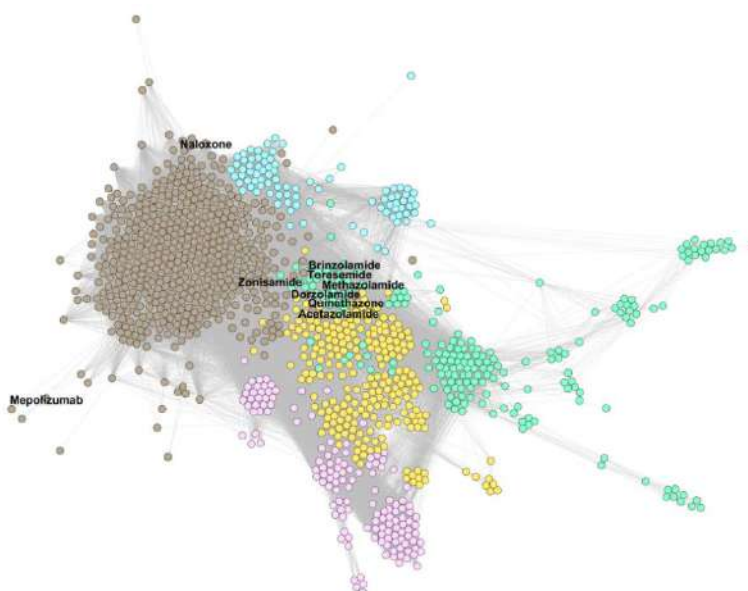 Naloxone
Brinzolamide
Torasemide
Zonisamide
Methazolamide
Dorzolamide
Quinethazone
Acetazolamide
Mepolizumab